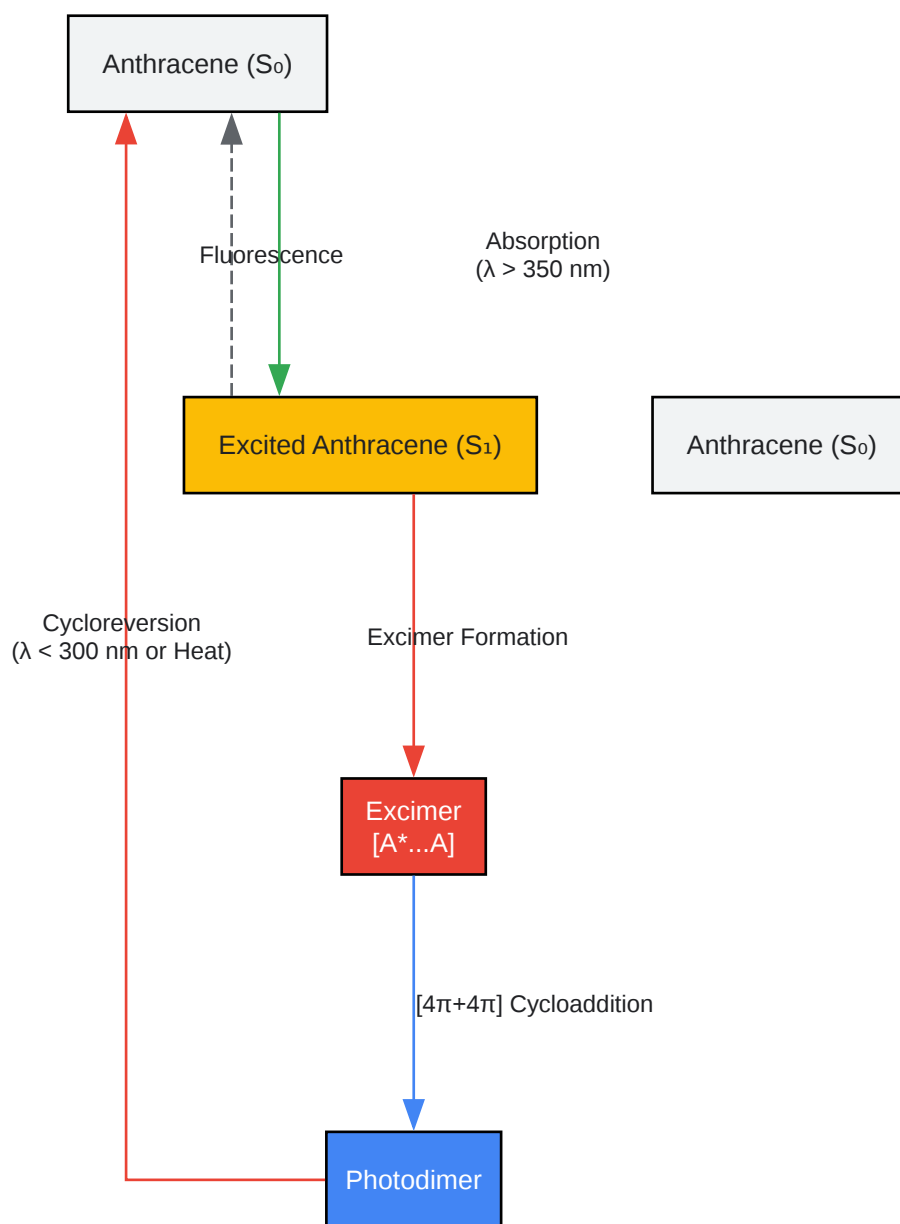 Anthracene (S₀)
Fluorescence
Absorption
(λ > 350 nm)
Excited Anthracene (S₁)
Anthracene (S₀)
Cycloreversion
(λ < 300 nm or Heat)
Excimer Formation
Excimer
[A*...A]
[4π+4π] Cycloaddition
Photodimer